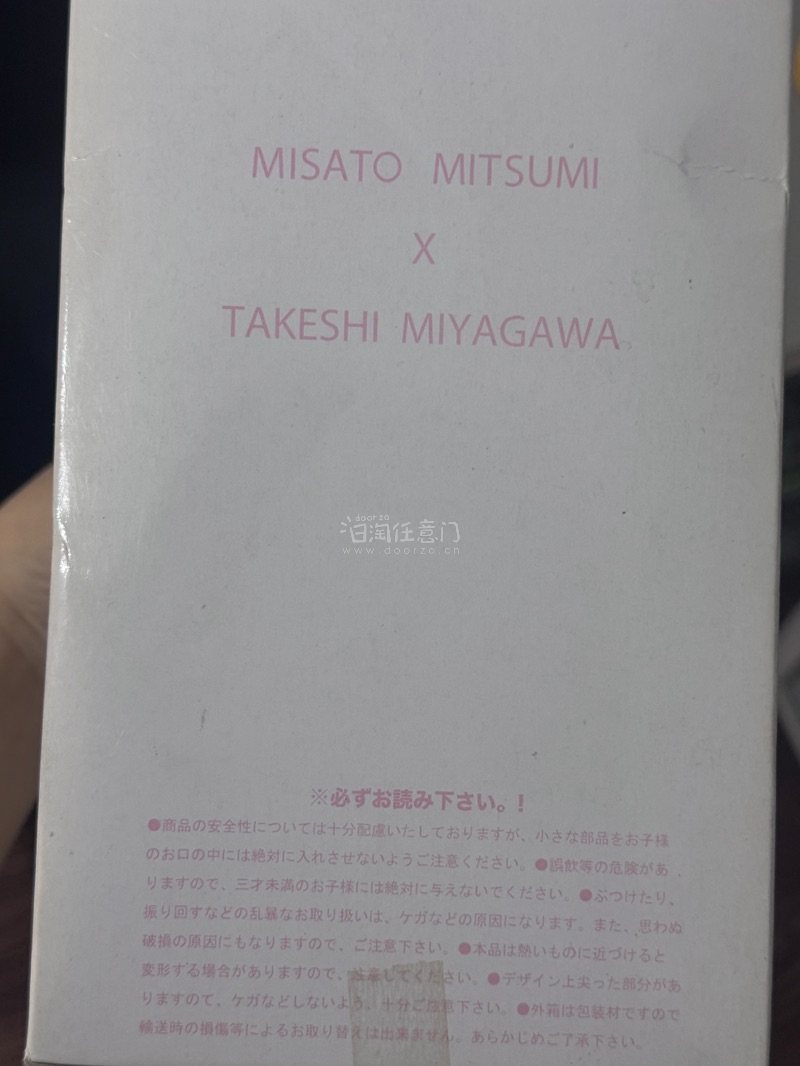 MISATO MITSUMI
X
TAKESHI MIYAGAWA
doorzo
日淘任意门
www.doorzo.cn
※必ずお読み下さい。!
●商品の安全性については十分配慮いたしておりますが、小さな部品をお子様
のお口の中には絶対に入れさせないようご注意ください。●誤飲等の危険があ
りますので、三才未満のお子様には絶対に与えないでください。●ぶつけたり、
振り回すなどの乱暴なお取り扱いは、ケガなどの原因になります。また、思わぬ
破損の原因にもなりますので、ご注意下さい。●本品は熱いものに近づけると
変形する場合がありますので、注意してください。●デザイン上尖った部分があ
りますので、ケガなどしないよう、十分ご注意下さい。●外箱は包装材ですので
輸送時の損傷等によるお取り替えは出来ません。あらかじめご了承下さい。